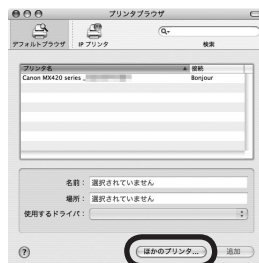 プリンタブラウザ
デフォルトブラウザ IP プリンタ 検索
プリンタ名 接続
Canon MX420 series _ Bonjour
名前： 選択されていません
場所： 選択されていません
使用するドライバ：
? ほかのプリンタ... 追加